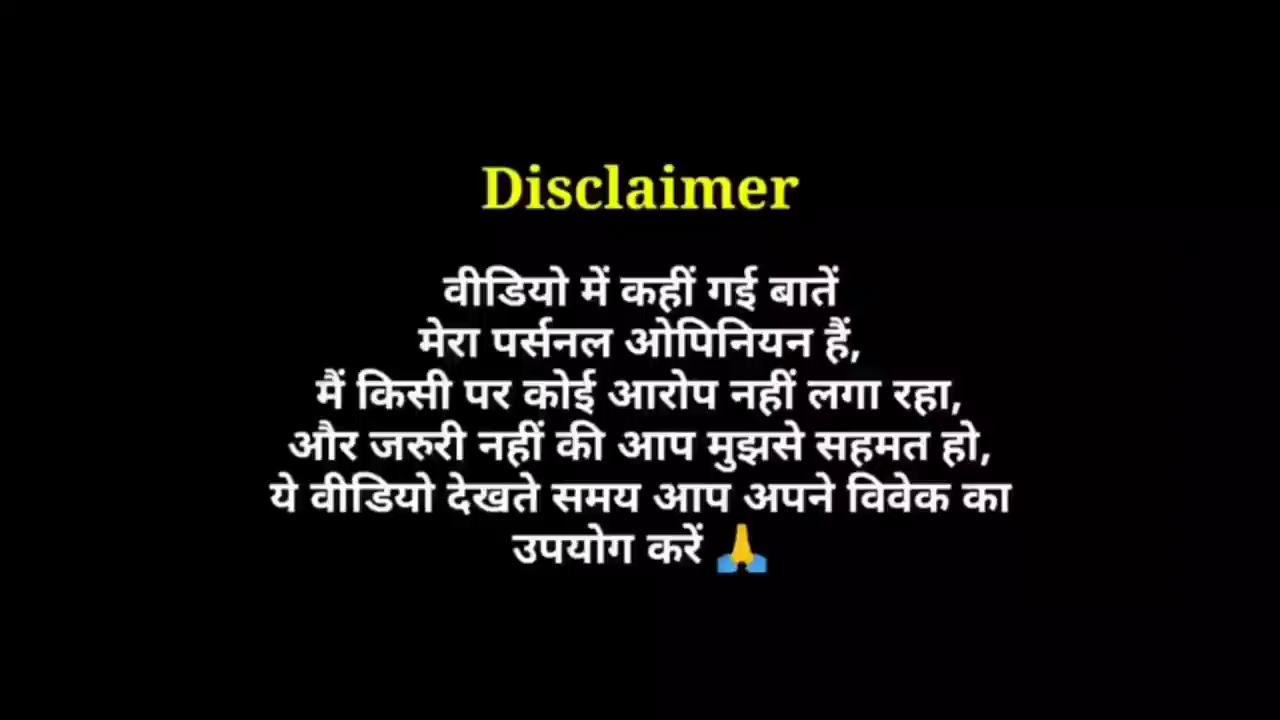 Disclaimer
वीडियो में कहीं गई बातें
मेरा पर्सनल ओपिनियन हैं,
मैं किसी पर कोई आरोप नहीं लगा रहा,
और जरुरी नहीं की आप मुझसे सहमत हो,
ये वीडियो देखते समय आप अपने विवेक का
उपयोग करें 🙏